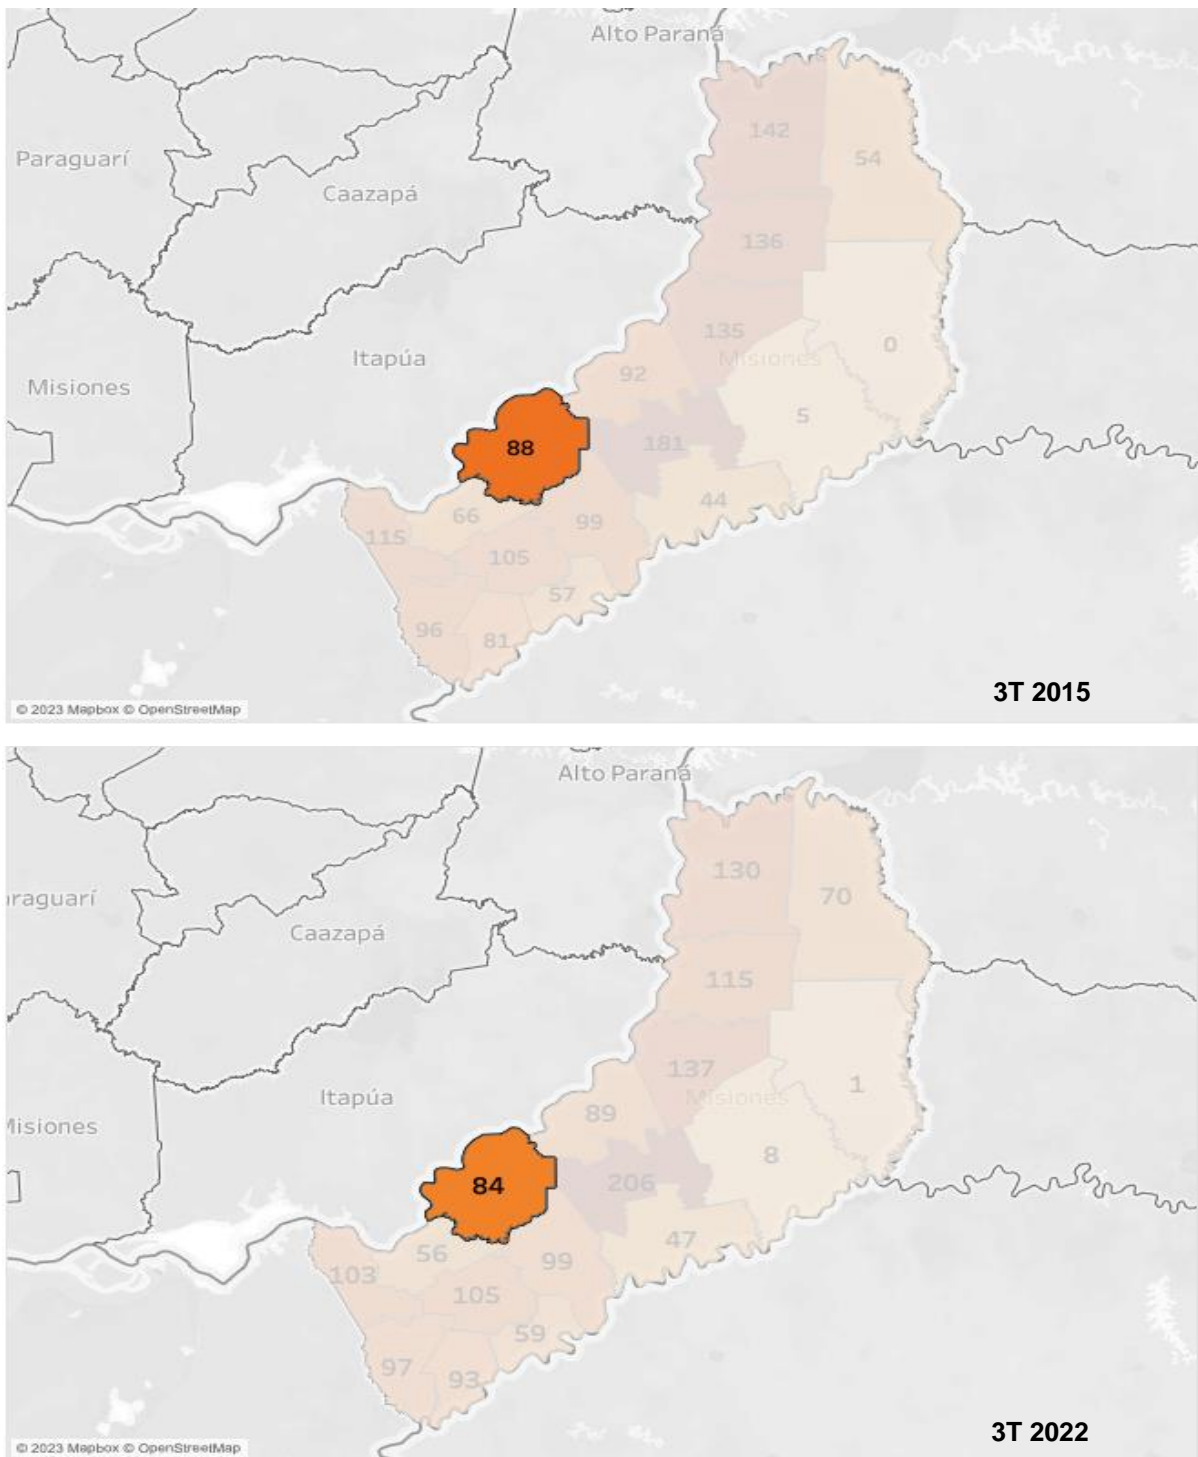 Alto Paraná
142
Paraguarí
54
Caazapá
136
135
0
Itapúa
Misiones
92
Misiones
5
88
181
44
66
99
115
105
57
96
81
3T 2015
© 2023 Mapbox © OpenStreetMap
Alto Paraná
130
70
araguarí
Caazapá
115
137
1
Itapúa
Misiones
89
Misiones
8
206
84
47
56
99
103
105
59
97
93
3T 2022
© 2023 Mapbox © OpenStreetMap